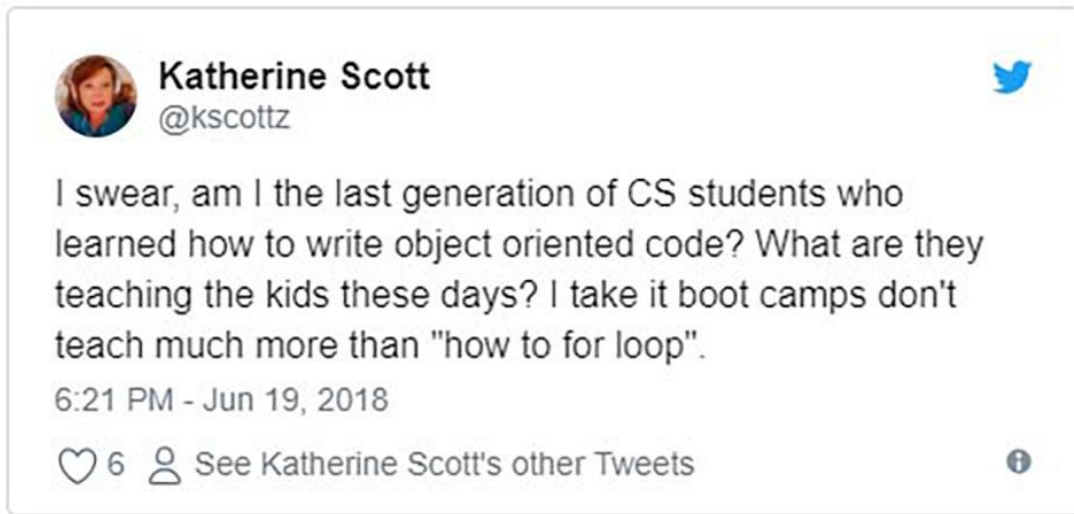 Katherine Scott
@kscottz
I swear, am I the last generation of CS students who
learned how to write object oriented code? What are they
teaching the kids these days? I take it boot camps don't
teach much more than "how to for loop".
6:21 PM - Jun 19, 2018
6 See Katherine Scott's other Tweets